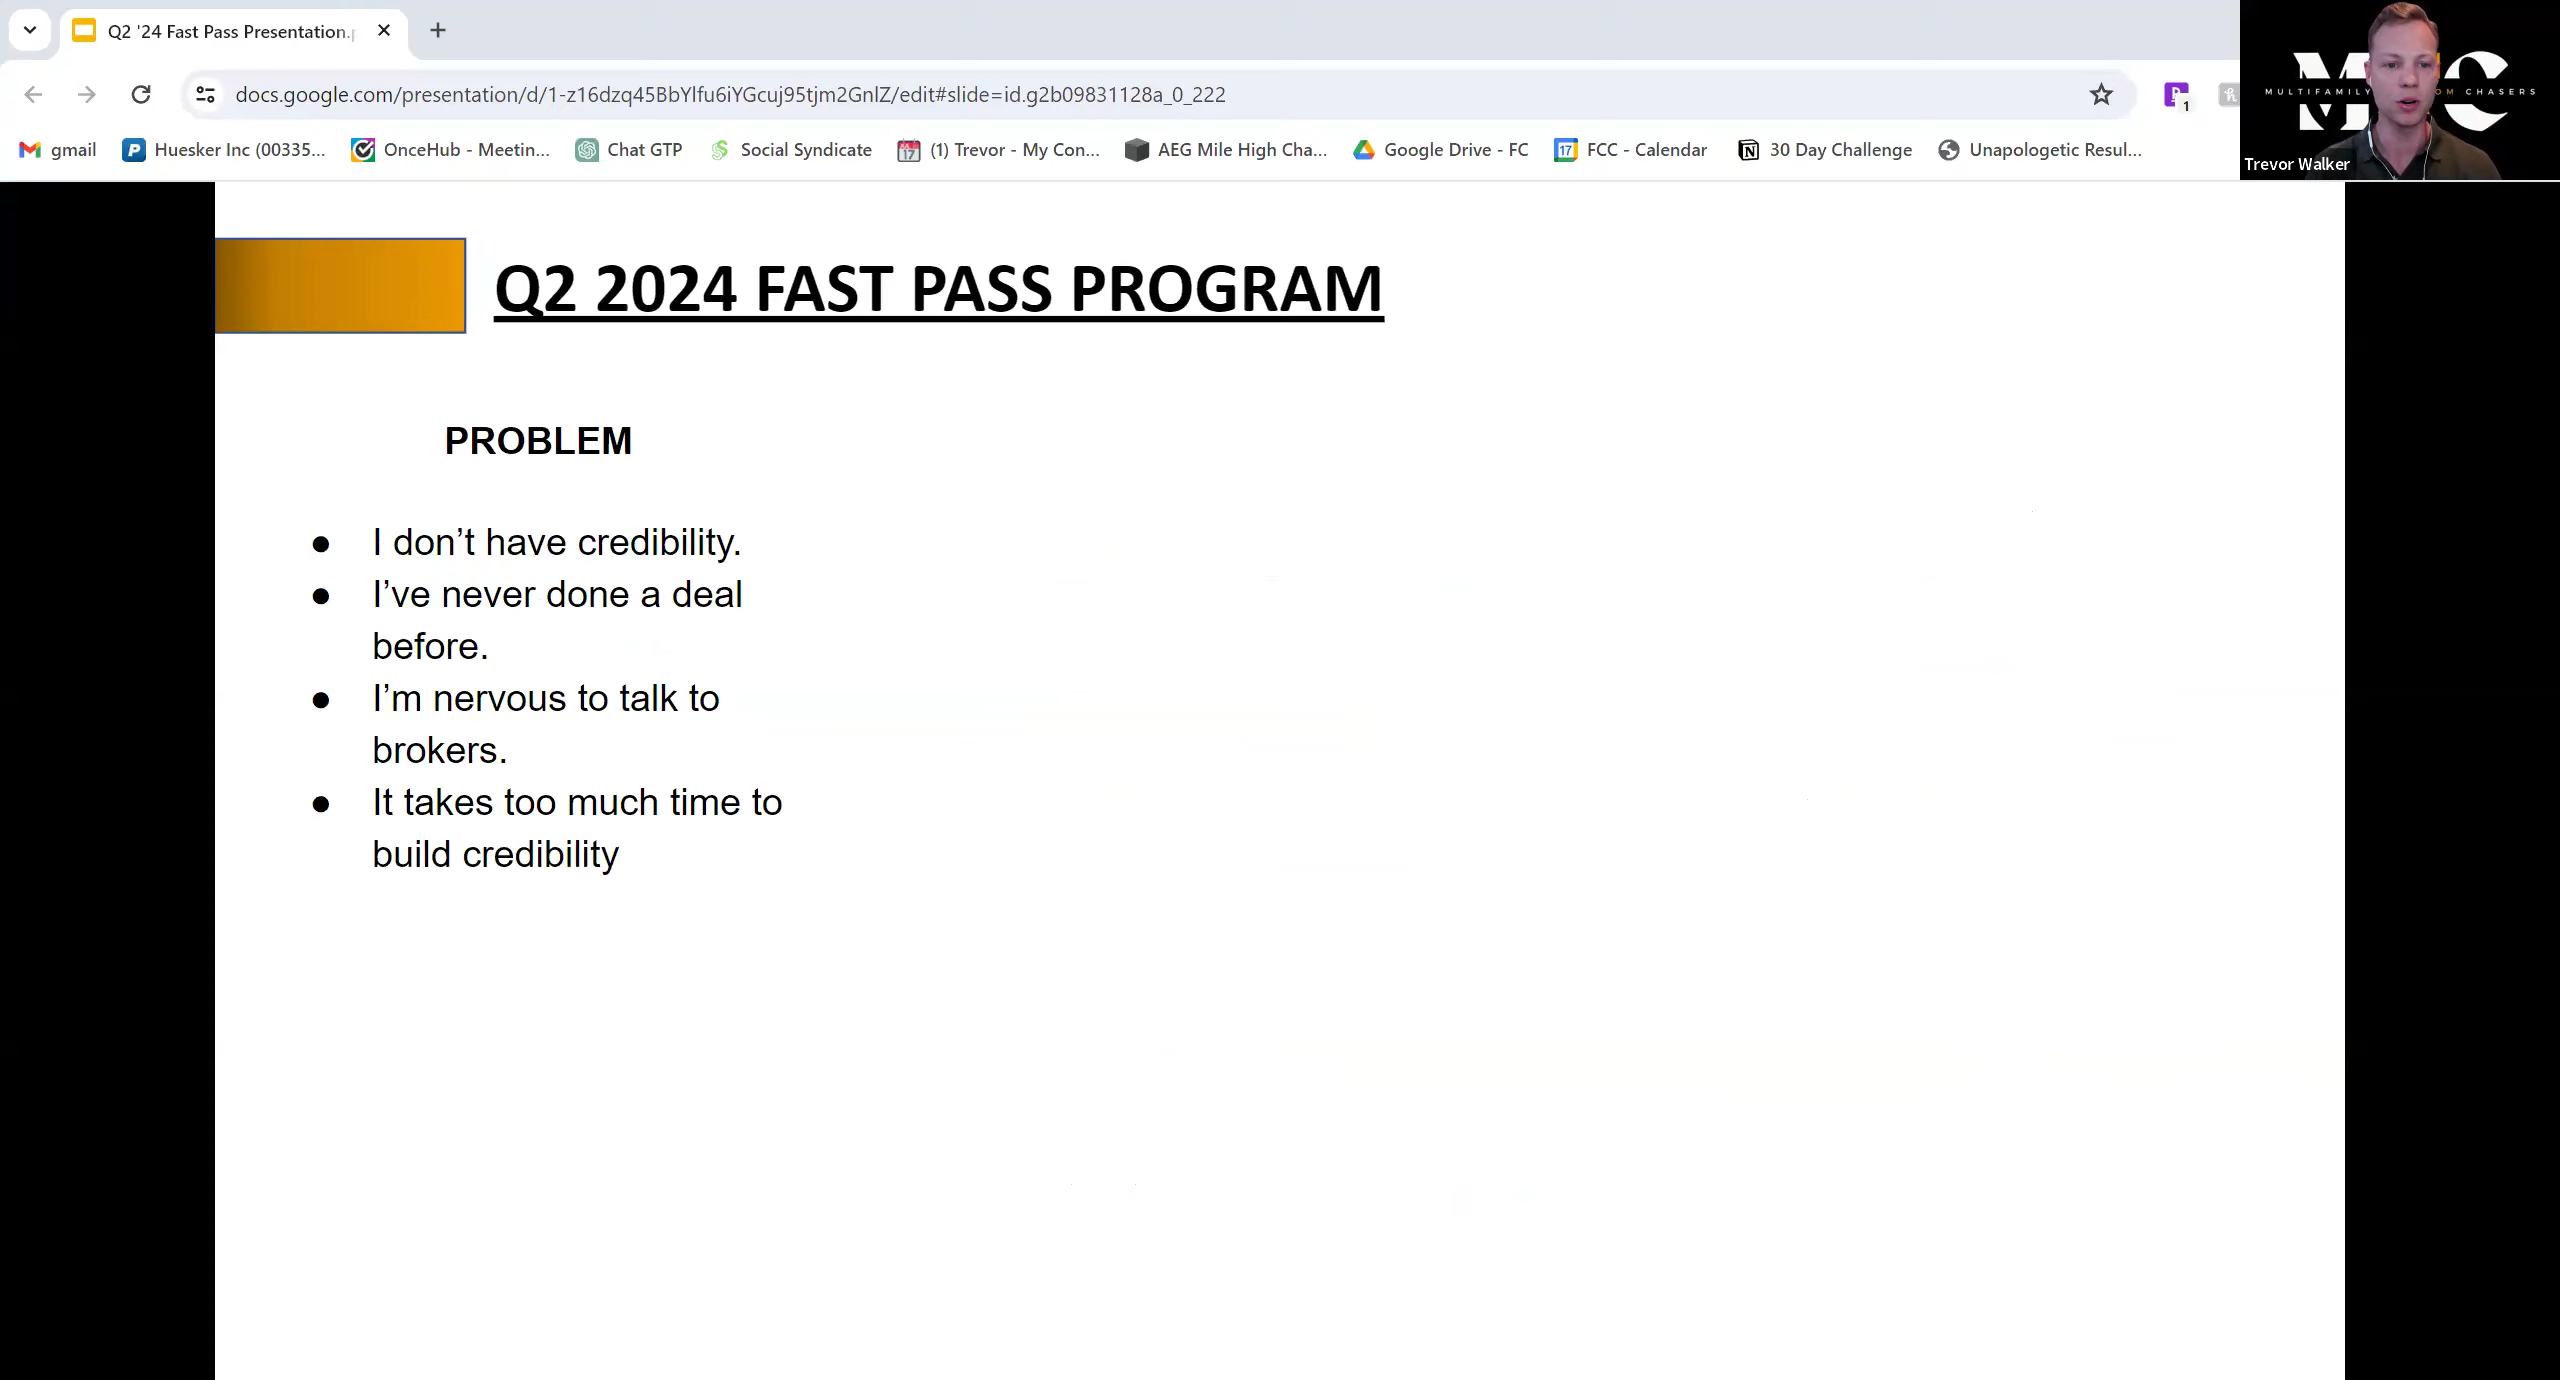 Q2 '24 Fast Pass Presentation.
docs.google.com/presentation/d/1-z16dzq45BbYlfu6iYGcuj95tjm2GnlZ/edit#slide=id.g2b09831128a_0_222
1
gmail
Huesker Inc (00335...
OnceHub - Meetin...
Chat GTP
Social Syndicate
17
(1) Trevor - My Con...
AEG Mile High Cha...
Google Drive - FC
17
FCC - Calendar
30 Day Challenge
Unapologetic Resul...
MULTIFAMILY
OM CHASERS
Trevor Walker
Q2 2024 FAST PASS PROGRAM
PROBLEM
● I don’t have credibility.
● I’ve never done a deal
before.
● I’m nervous to talk to
brokers.
● It takes too much time to
build credibility